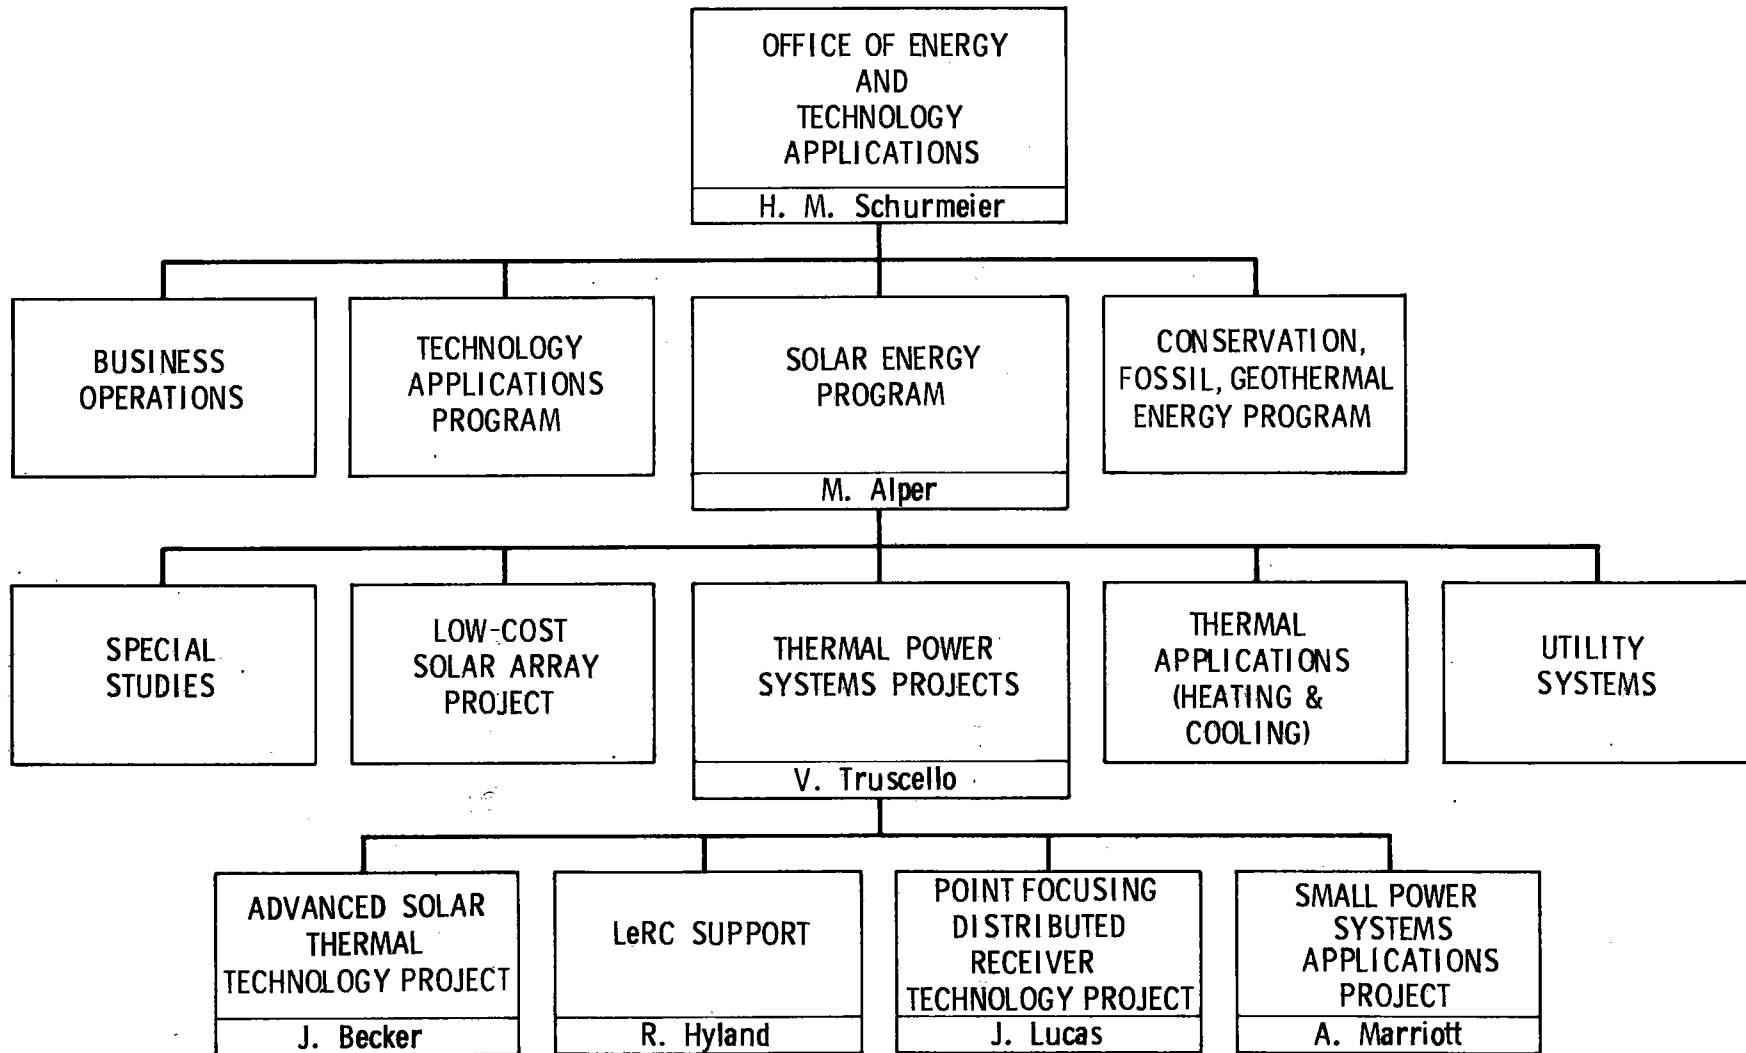 OFFICE OF ENERGY
AND
TECHNOLOGY
APPLICATIONS
H. M. Schurmeier
BUSINESS
OPERATIONS
TECHNOLOGY
APPLICATIONS
PROGRAM
SOLAR ENERGY
PROGRAM
M. Alper
CONSERVATION,
FOSSIL, GEOTHERMAL
ENERGY PROGRAM
SPECIAL
STUDIES
LOW-COST
SOLAR ARRAY
PROJECT
THERMAL POWER
SYSTEMS PROJECTS
V. Truscello
THERMAL
APPLICATIONS
(HEATING &
COOLING)
UTILITY
SYSTEMS
ADVANCED SOLAR
THERMAL
TECHNOLOGY PROJECT
J. Becker
LeRC SUPPORT
R. Hyland
POINT FOCUSING
DISTRIBUTED
RECEIVER
TECHNOLOGY PROJECT
J. Lucas
SMALL POWER
SYSTEMS
APPLICATIONS
PROJECT
A. Marriott